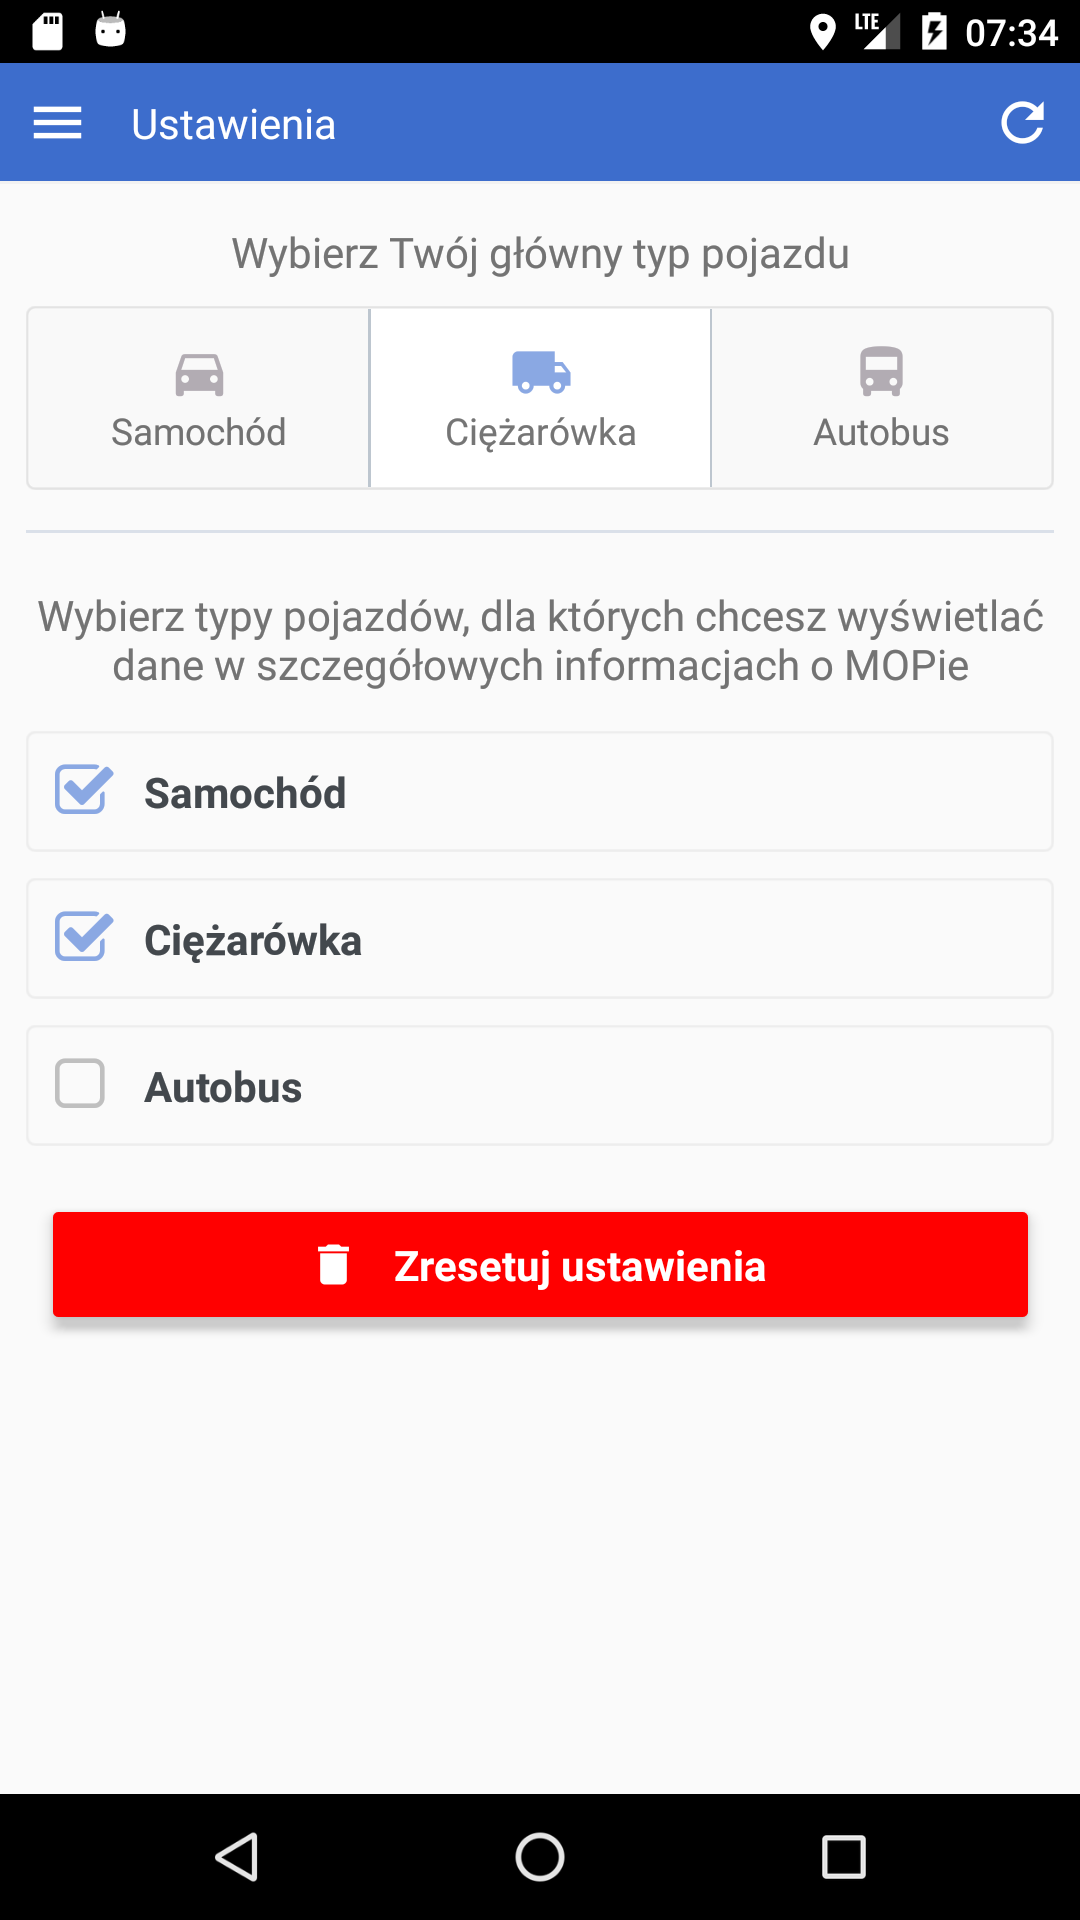 LTE 07:34
Ustawienia
Wybierz Twój główny typ pojazdu
Samochód Ciężarówka Autobus
Wybierz typy pojazdów, dla których chcesz wyświetlać
dane w szczegółowych informacjach o MOPie
Samochód
Ciężarówka
Autobus
Zresetuj ustawienia